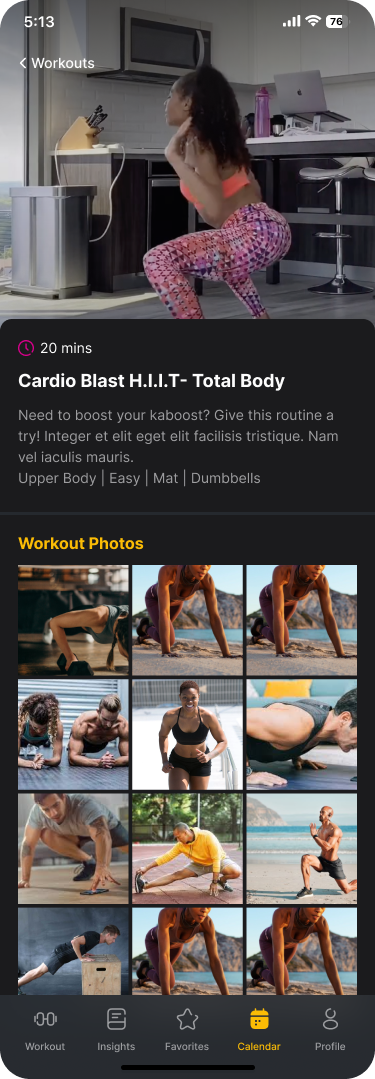 5:13
76
Workouts
20 mins
Cardio Blast H.I.I.T- Total Body
Need to boost your kaboost? Give this routine a
try! Integer et elit eget elit facilisis tristique. Nam
vel iaculis mauris.
Upper Body | Easy | Mat | Dumbbells
Workout Photos
Workout
Insights
Favorites
Calendar
Profile